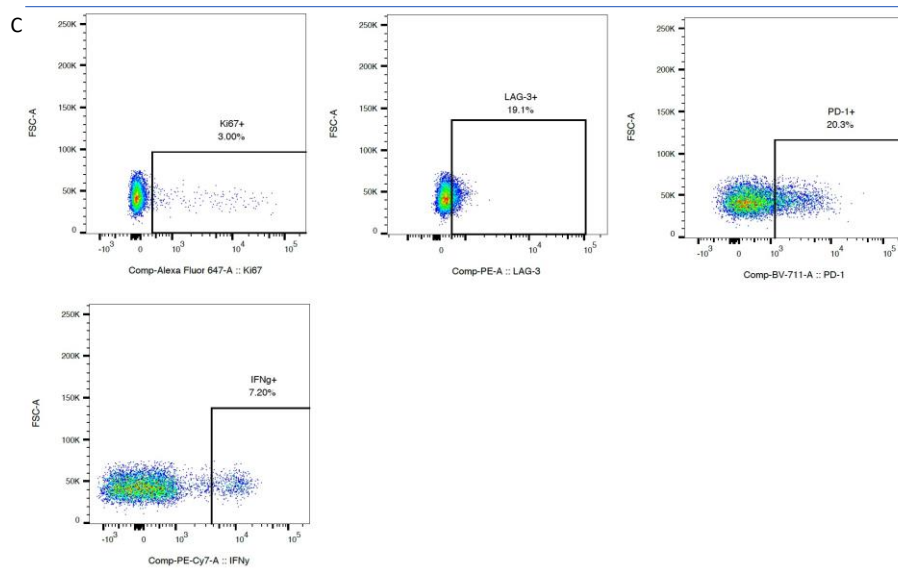 C
250K
200K
150K
100K
50K
0
FSC-A
Ki67+
3.00%
-10³ 0 10³ 10⁴ 10⁵
Comp-Alexa Fluor 647-A :: Ki67
250K
200K
150K
100K
50K
0
FSC-A
LAG-3+
19.1%
0 10⁴ 10⁵
Comp-PE-A :: LAG-3
250K
200K
150K
100K
50K
0
FSC-A
PD-1+
20.3%
-10³ 0 10³ 10⁴ 10⁵
Comp-BV-711-A :: PD-1
250K
200K
150K
100K
50K
0
FSC-A
IFNg+
7.20%
-10³ 0 10³ 10⁴ 10⁵
Comp-PE-Cy7-A :: IFNy